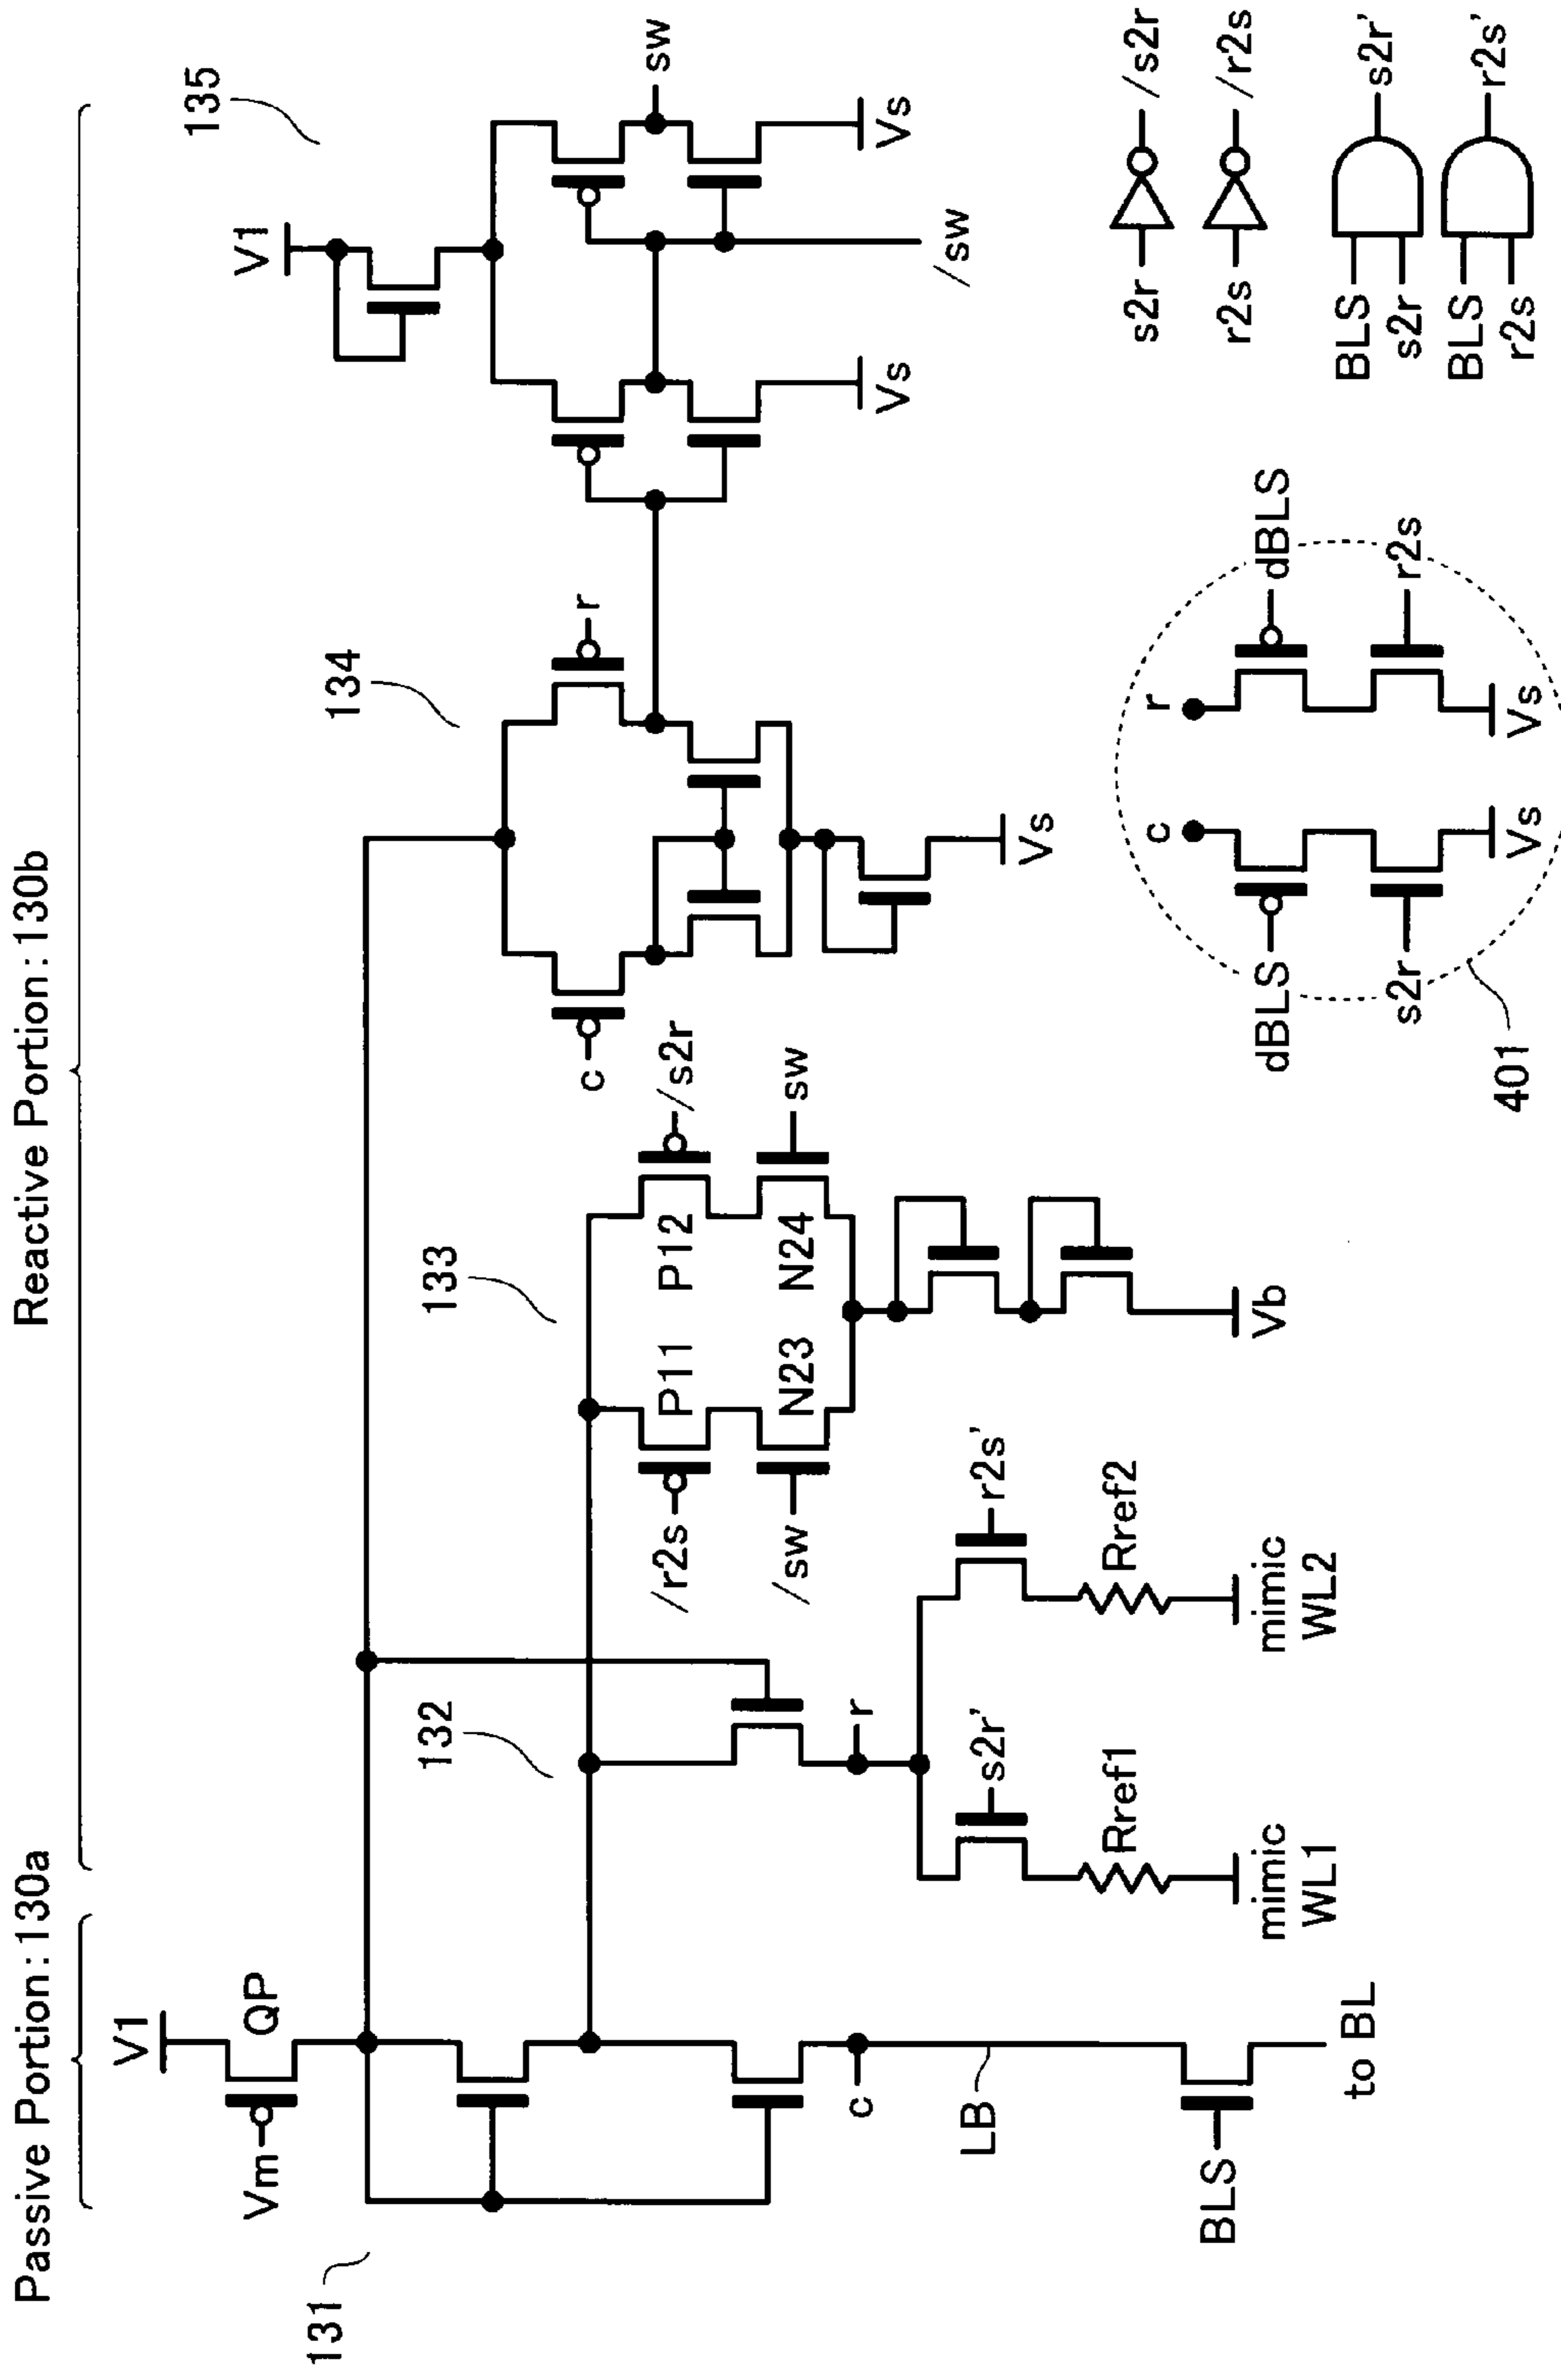 Passive Portion:130a
Reactive Portion:130b
131
V1
Vm
QP
c
LB
BLS
to BL
132
r
s2r'
r2s'
Rref1
Rref2
mimic
WL1
mimic
WL2
133
/r2s
P11
P12
/s2r
/sw
N23
N24
sw
Vb
134
c
r
Vs
135
V1
sw
/sw
Vs
Vs
401
c
r
dBLS
dBLS
s2r
r2s
Vs
Vs
s2r
/s2r
r2s
/r2s
BLS
s2r
s2r'
BLS
r2s
r2s'